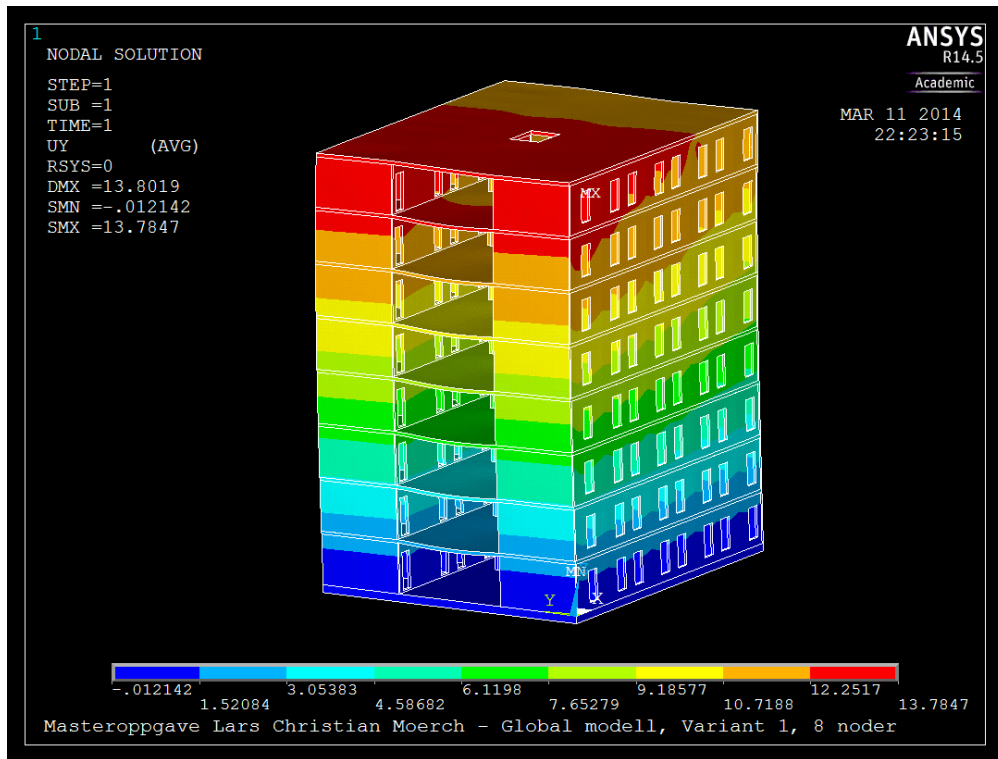 1
NODAL SOLUTION
STEP=1
SUB =1
TIME=1
UY (AVG)
RSYS=0
DMX =13.8019
SMN =-.012142
SMX =13.7847
ANSYS
R14.5
Academic
MAR 11 2014
22:23:15
MX
MN
Y X
-.012142 3.05383 6.1198 9.18577 12.2517
1.52084 4.58682 7.65279 10.7188 13.7847
Masteroppgave Lars Christian Moerch - Global modell, Variant 1, 8 noder